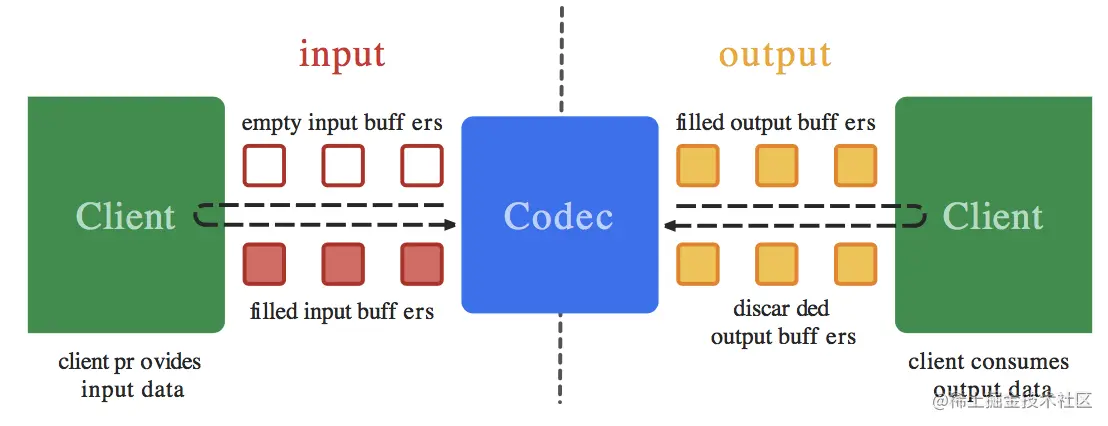 input
output
empty input buff ers
filled output buff ers
Client
Codec
Client
filled input buff ers
discar ded
output buff ers
client pr ovides
input data
client consumes
output data
@稀土掘金技术社区